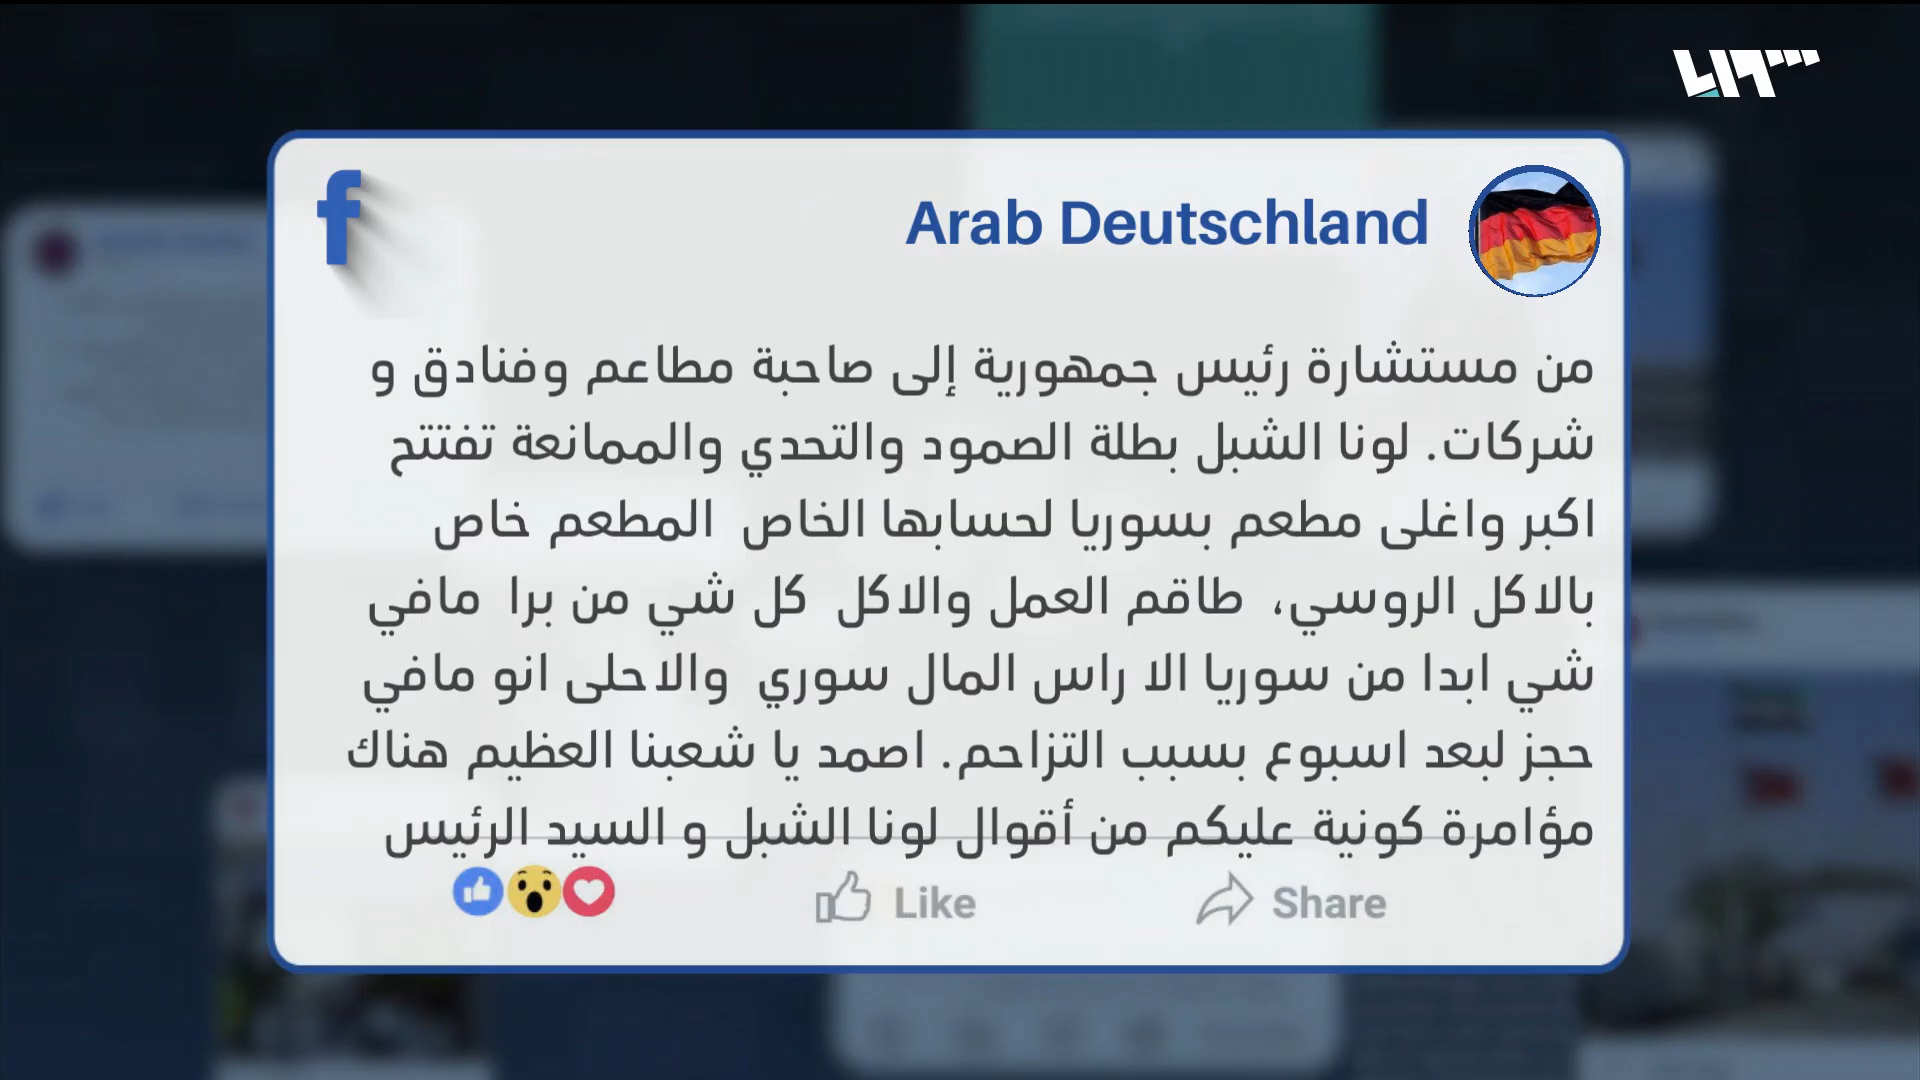 Arab Deutschland
من مستشارة رئيس جمهورية إلى صاحبة مطاعم وفنادق و
شركات. لونا الشبل بطلة الصمود والتحدي والممانعة تفتتح
اكبر واغلى مطعم بسوريا لحسابها الخاص المطعم خاص
بالاكل الروسي، طاقم العمل والاكل كل شي من برا مافي
شي ابدا من سوريا الا راس المال سوري والاحلى انو مافي
حجز لبعد اسبوع بسبب التزاحم. اصمد يا شعبنا العظيم هناك
مؤامرة كونية عليكم من أقوال لونا الشبل و السيد الرئيس
Like Share